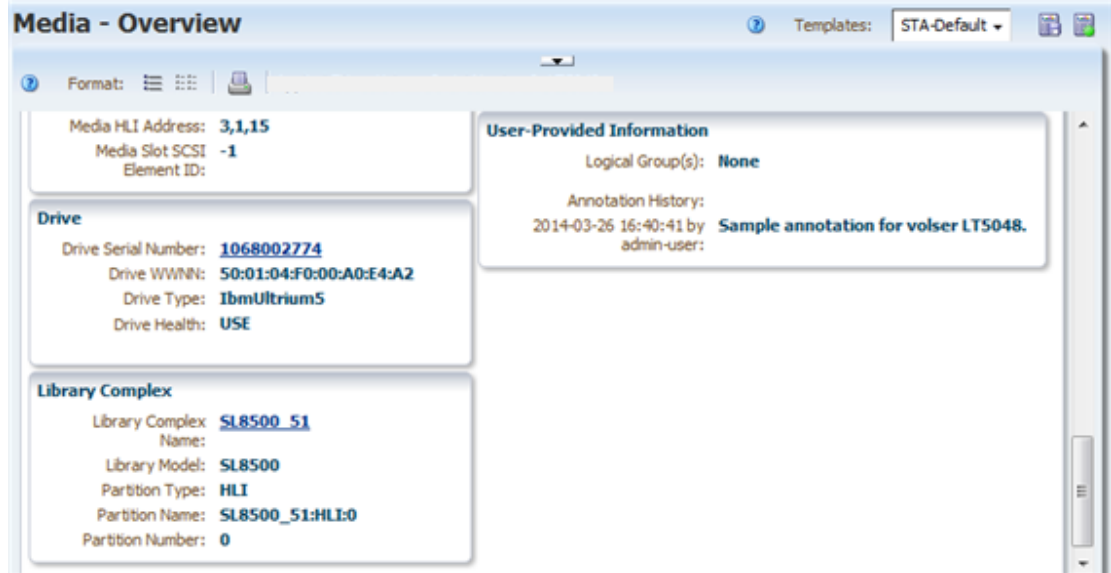 Media - Overview
Templates: STA-Default
Format:
Media HLI Address: 3,1,15
Media Slot SCSI -1
Element ID:
Drive
Drive Serial Number: 1068002774
Drive WWNN: 50:01:04:F0:00:A0:E4:A2
Drive Type: IbmUltrium5
Drive Health: USE
Library Complex
Library Complex SL8500_51
Name:
Library Model: SL8500
Partition Type: HLI
Partition Name: SL8500_51:HLI:0
Partition Number: 0
User-Provided Information
Logical Group(s): None
Annotation History:
2014-03-26 16:40:41 by Sample annotation for volser LT5048.
admin-user: